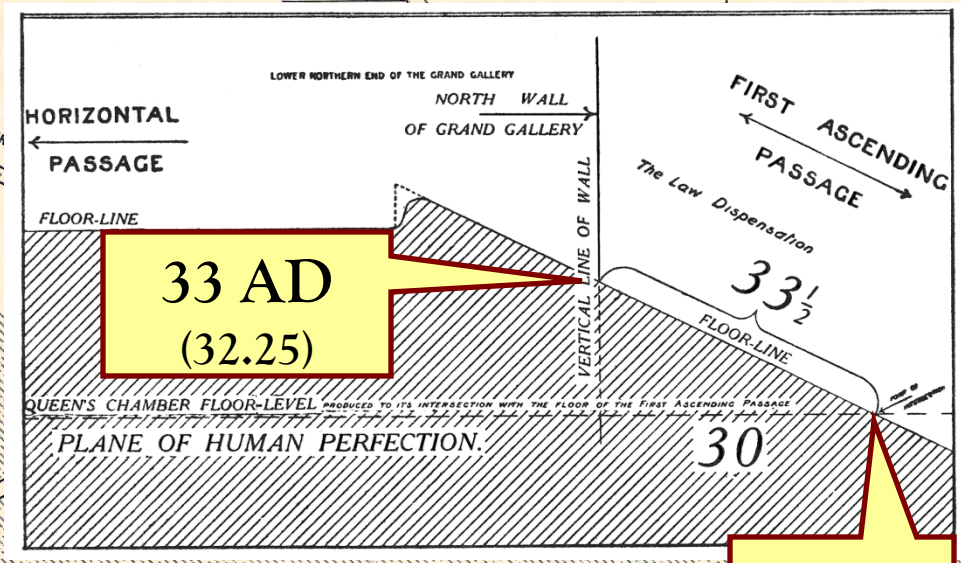 LOWER NORTHERN END OF THE GRAND GALLERY
HORIZONTAL
PASSAGE
NORTH WALL
OF GRAND GALLERY
FIRST ASCENDING
PASSAGE
The Law Dispensation
FLOOR-LINE
VERTICAL LINE OF WALL
33 AD
(32.25)
33½
FLOOR-LINE
QUEEN'S CHAMBER FLOOR-LEVEL PRODUCED TO ITS INTERSECTION WITH THE FLOOR OF THE FIRST ASCENDING PASSAGE
PLANE OF HUMAN PERFECTION.
30